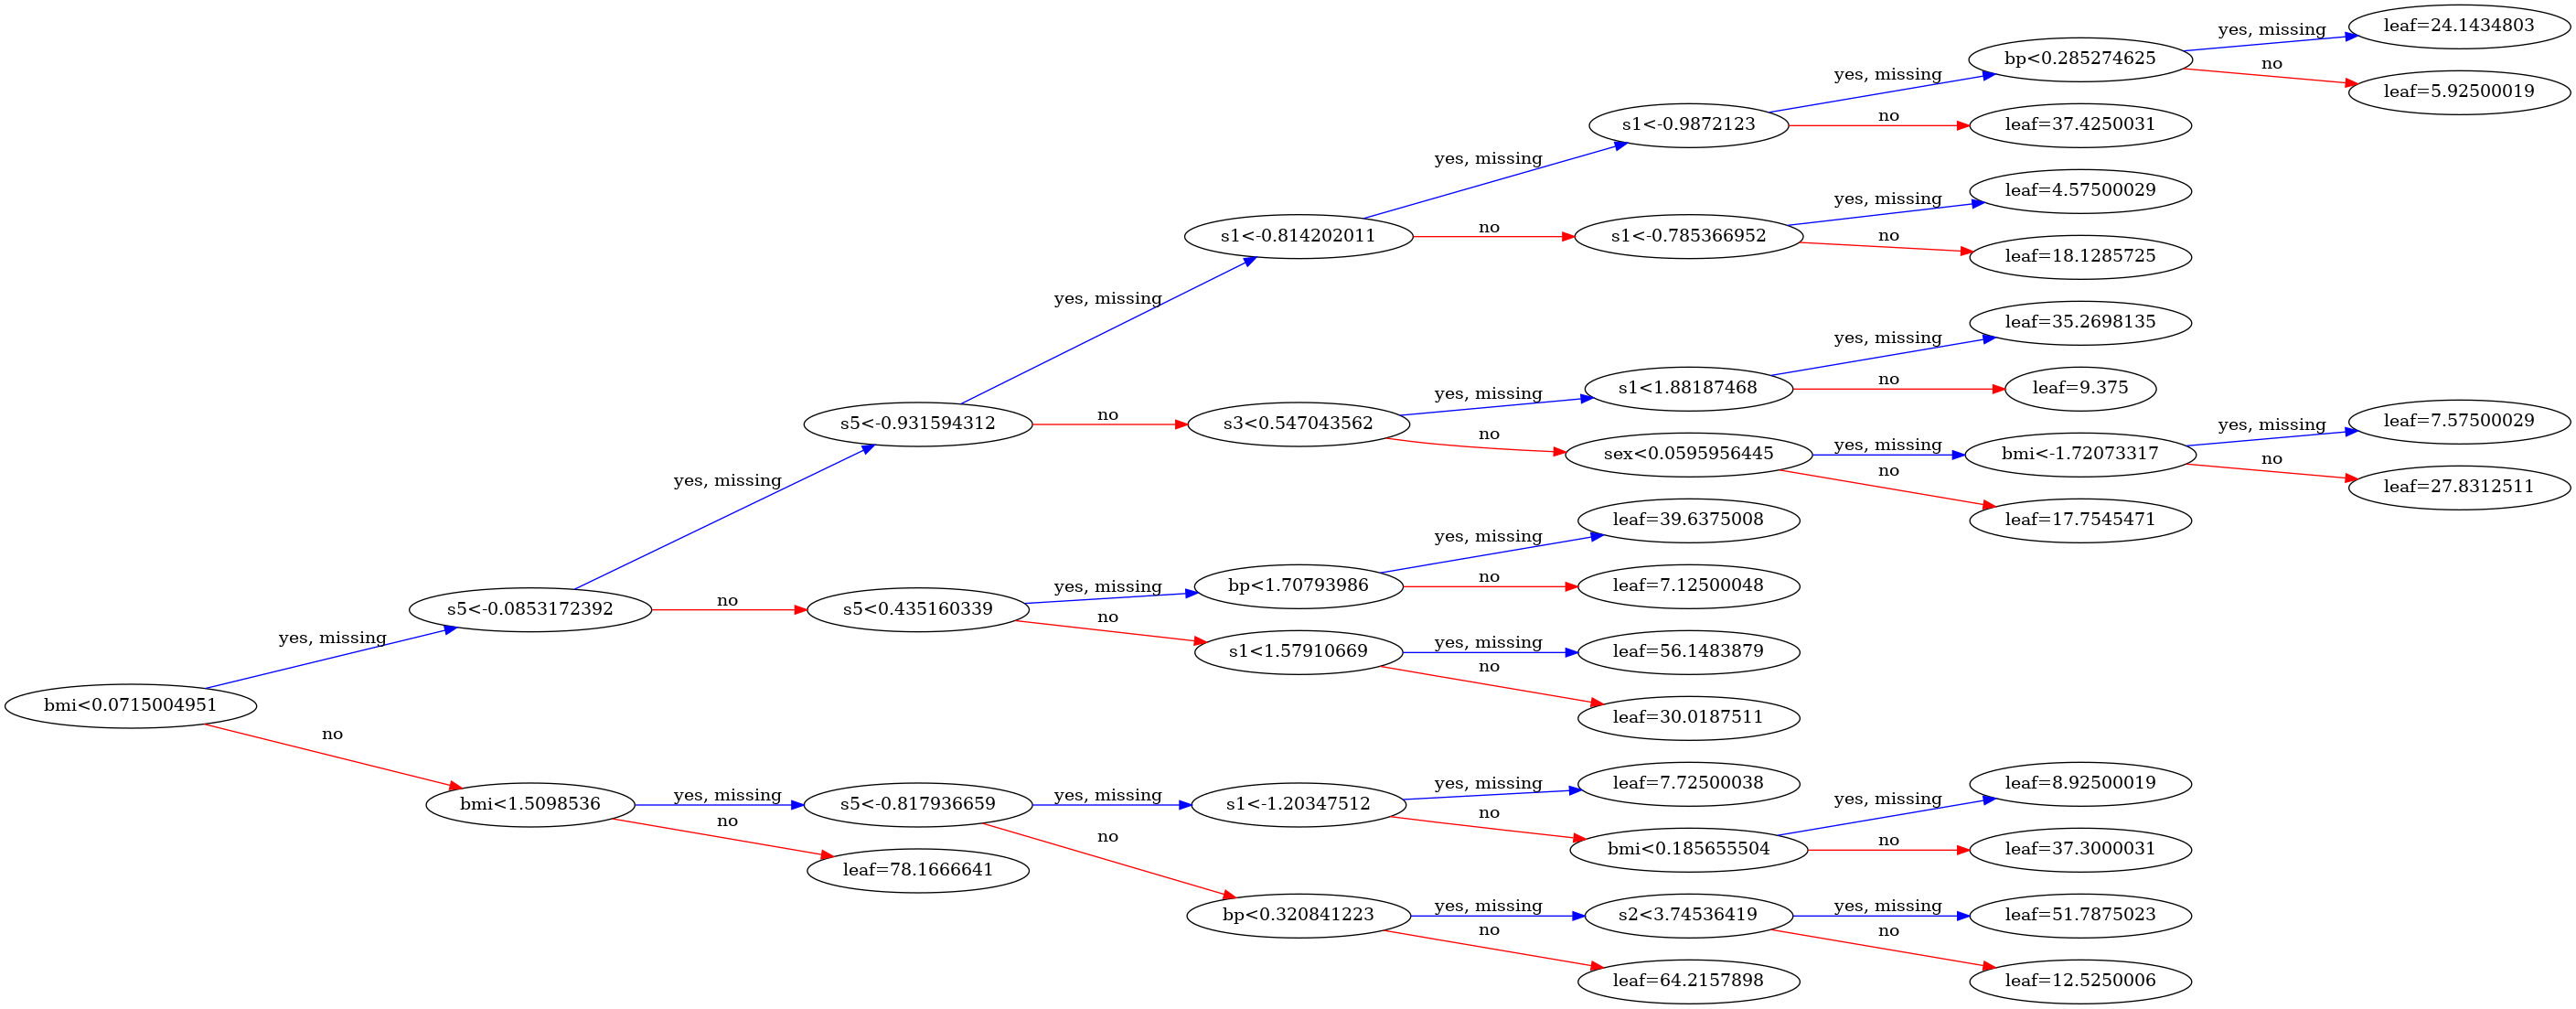 bmi<0.0715004951
yes, missing
no
s5<-0.0853172392
bmi<1.5098536
yes, missing
no
yes, missing
no
s5<-0.931594312
s5<0.435160339
s5<-0.817936659
leaf=78.1666641
yes, missing
no
yes, missing
no
yes, missing
no
s1<-0.814202011
s3<0.547043562
bp<1.70793986
s1<1.57910669
s1<-1.20347512
bp<0.320841223
yes, missing
no
yes, missing
no
yes, missing
no
yes, missing
no
yes, missing
no
yes, missing
no
s1<-0.9872123
s1<-0.785366952
s1<1.88187468
sex<0.0595956445
leaf=39.6375008
leaf=7.12500048
leaf=56.1483879
leaf=30.0187511
leaf=7.72500038
bmi<0.185655504
s2<3.74536419
leaf=64.2157898
yes, missing
no
yes, missing
no
yes, missing
no
yes, missing
no
yes, missing
no
yes, missing
no
bp<0.285274625
leaf=37.4250031
leaf=4.57500029
leaf=18.1285725
leaf=35.2698135
leaf=9.375
bmi<-1.72073317
leaf=17.7545471
leaf=8.92500019
leaf=37.3000031
leaf=51.7875023
leaf=12.5250006
yes, missing
no
yes, missing
no
leaf=24.1434803
leaf=5.92500019
leaf=7.57500029
leaf=27.8312511